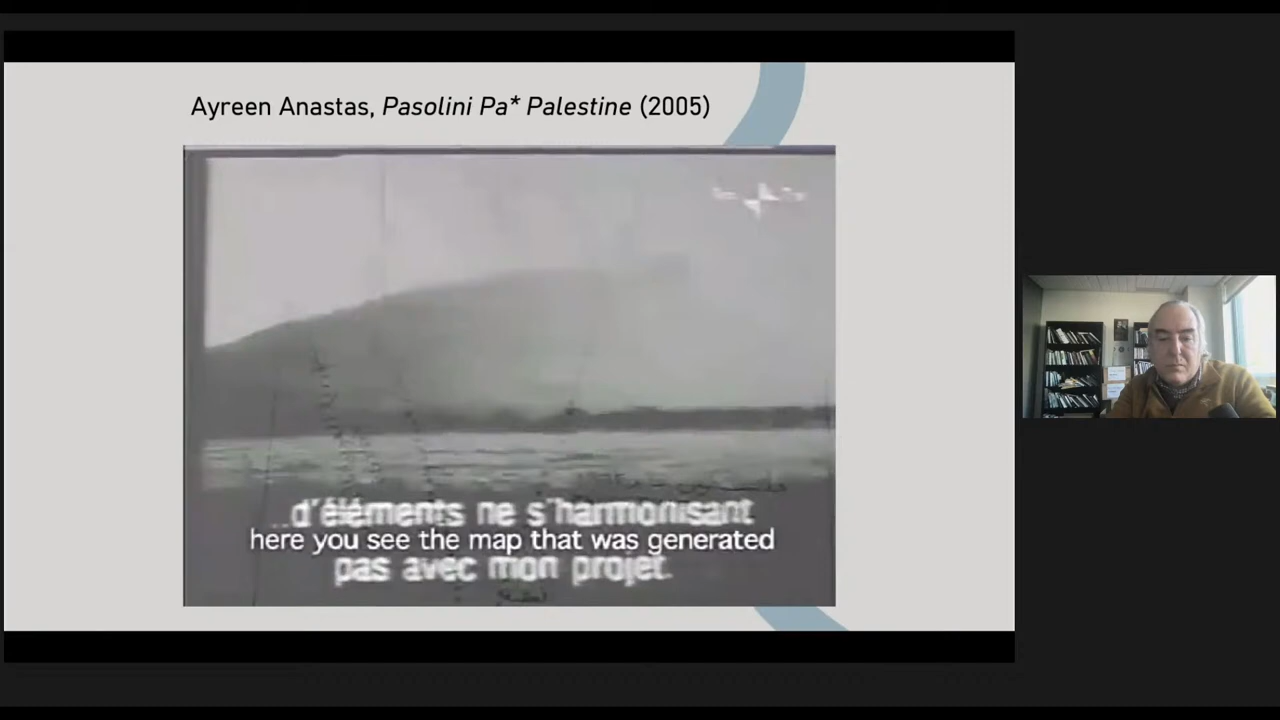 Ayreen Anastas, Pasolini Pa* Palestine (2005)
...d'éléments ne s'harmonisant
here you see the map that was generated
pas avec mon projet.